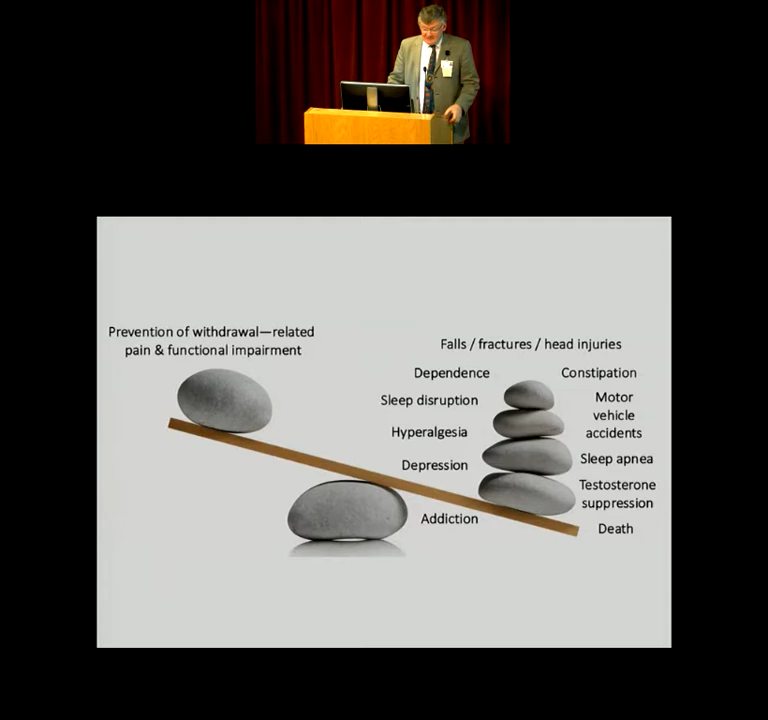 Prevention of withdrawal—related
pain & functional impairment
Falls / fractures / head injuries
Dependence
Constipation
Sleep disruption
Motor
vehicle
accidents
Hyperalgesia
Sleep apnea
Depression
Testosterone
suppression
Addiction
Death